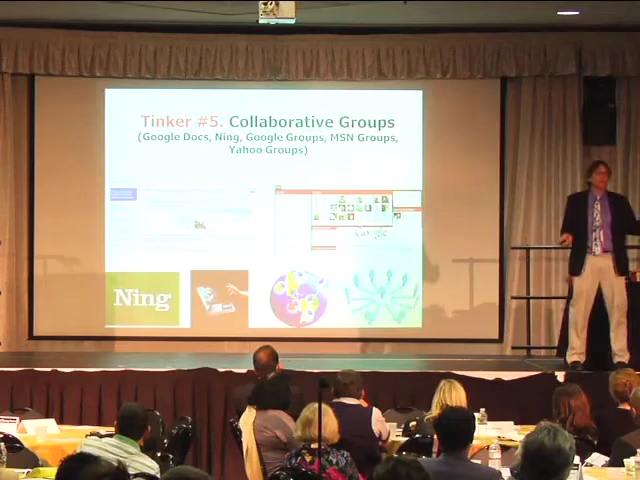 Tinker #5. Collaborative Groups
(Google Docs, Ning, Google Groups, MSN Groups,
Yahoo Groups)
Google
Ning